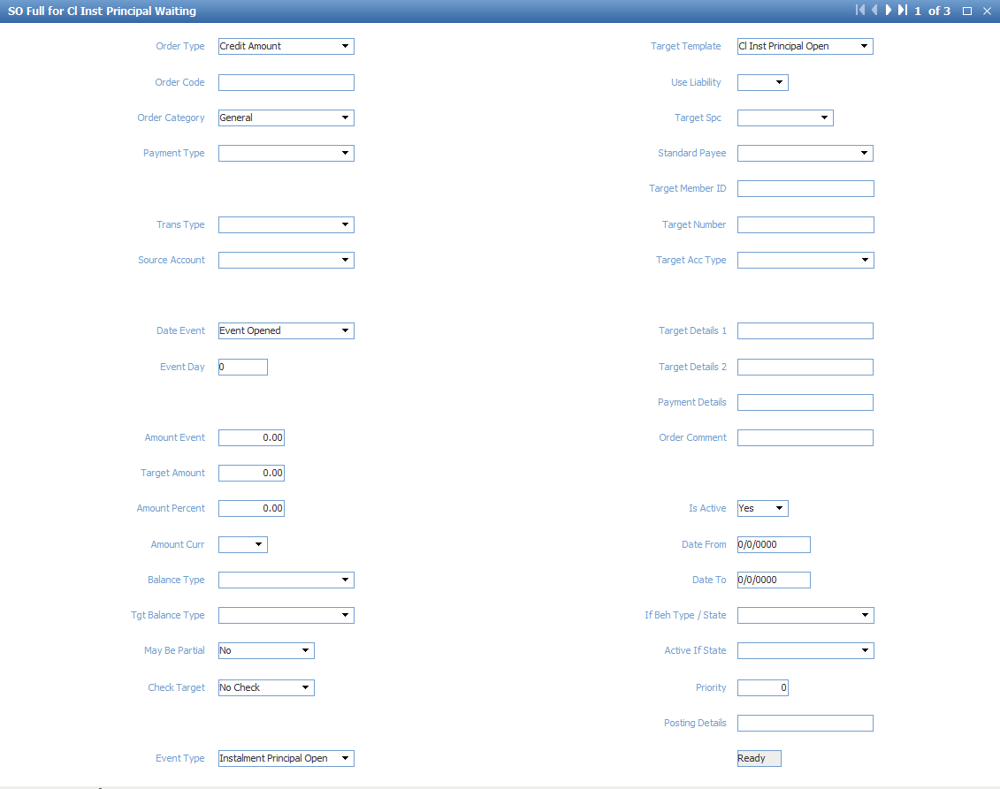 SO Full for Cl Inst Principal Waiting 1 of 3
Order Type Credit Amount Target Template Cl Inst Principal Open
Order Code Use Liability
Order Category General Target Spc
Payment Type Standard Payee
Target Member ID
Trans Type Target Number
Source Account Target Acc Type
Date Event Event Opened Target Details 1
Event Day 0 Target Details 2
Payment Details
Amount Event 0.00 Order Comment
Target Amount 0.00
Amount Percent 0.00 Is Active Yes
Amount Curr Date From 0/0/0000
Balance Type Date To 0/0/0000
Tgt Balance Type If Beh Type / State
May Be Partial No Active If State
Check Target No Check Priority 0
Posting Details
Event Type Instalment Principal Open Ready